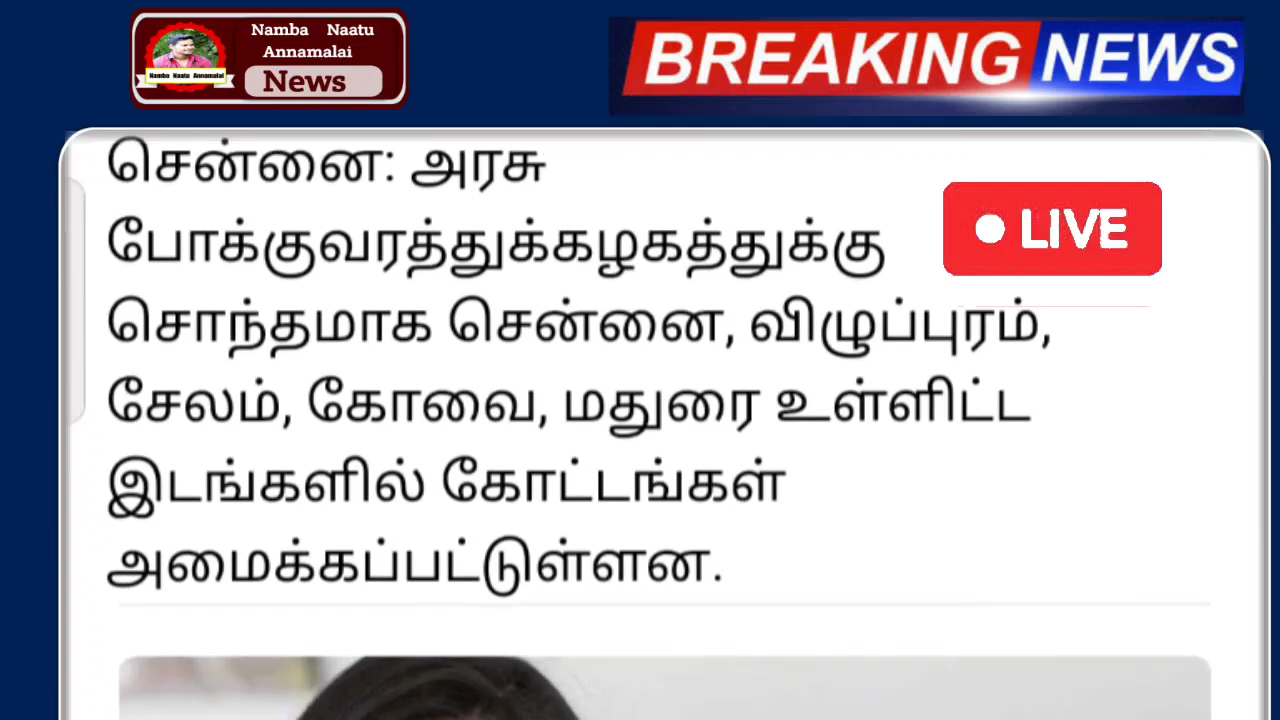 Namba Naatu
Annamalai
News
Namba Naatu Annamalai
BREAKING NEWS
சென்னை: அரசு
போக்குவரத்துக்கழகத்துக்கு
LIVE
சொந்தமாக சென்னை, விழுப்புரம்,
சேலம், கோவை, மதுரை உள்ளிட்ட
இடங்களில் கோட்டங்கள்
அமைக்கப்பட்டுள்ளன.